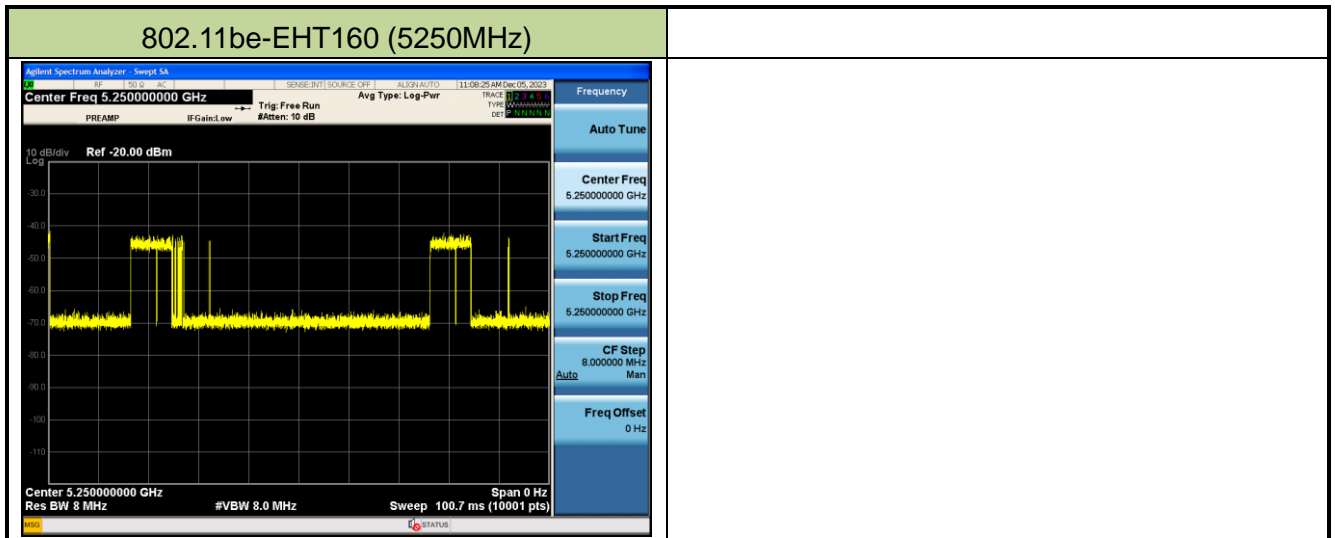 802.11be-EHT160 (5250MHz)
Agilent Spectrum Analyzer - Swept SA
RF 50 Ω AC SENSE:INT SOURCE OFF ALIGN AUTO 11:08:25 AM Dec 05, 2023
Center Freq 5.250000000 GHz Avg Type: Log-Pwr TRACE 1 2 3 4 5 6
Trig: Free Run TYPE
PREAMP IFGain:Low #Atten: 10 dB DET P N N N N N
Frequency
Auto Tune
10 dB/div Ref -20.00 dBm
Log
Center Freq
5.250000000 GHz
-30.0
-40.0
Start Freq
5.250000000 GHz
-50.0
-60.0
Stop Freq
5.250000000 GHz
-70.0
CF Step
8.000000 MHz
Auto Man
-80.0
-90.0
Freq Offset
0 Hz
-100
-110
Center 5.250000000 GHz Span 0 Hz
Res BW 8 MHz #VBW 8.0 MHz Sweep 100.7 ms (10001 pts)
MSG STATUS